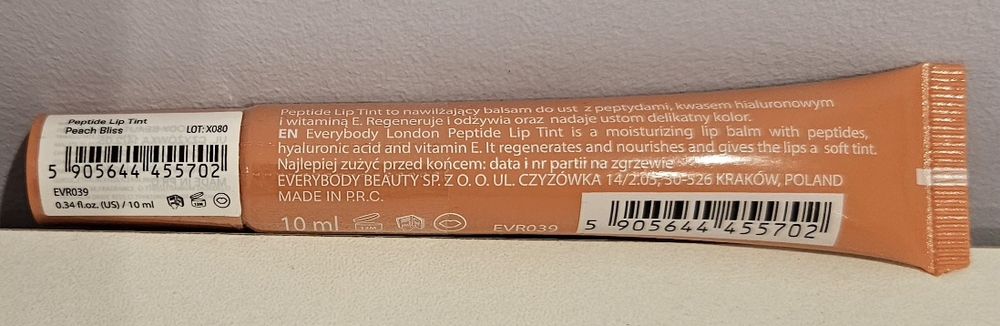 Peptide Lip Tint
Peach Bliss
LOT: X080
5 905644 455702
EVR039
0.34 fl.oz. (US) / 10 ml
12M
Peptide Lip Tint to nawilżający balsam do ust z peptydami, kwasem hialuronowym
i witaminą E. Regeneruje i odżywia oraz nadaje ustom delikatny kolor.
EN Everybody London Peptide Lip Tint is a moisturizing lip balm with peptides,
hyaluronic acid and vitamin E. It regenerates and nourishes and gives the lips a soft tint.
Najlepiej zużyć przed końcem: data i nr partii na zgrzewie
EVERYBODY BEAUTY SP. Z O. O. UL. CZYZÓWKA 14/2.05, 30-526 KRAKÓW, POLAND
MADE IN P.R.C.
10 ml
12M
EVR039
5 905644 455702